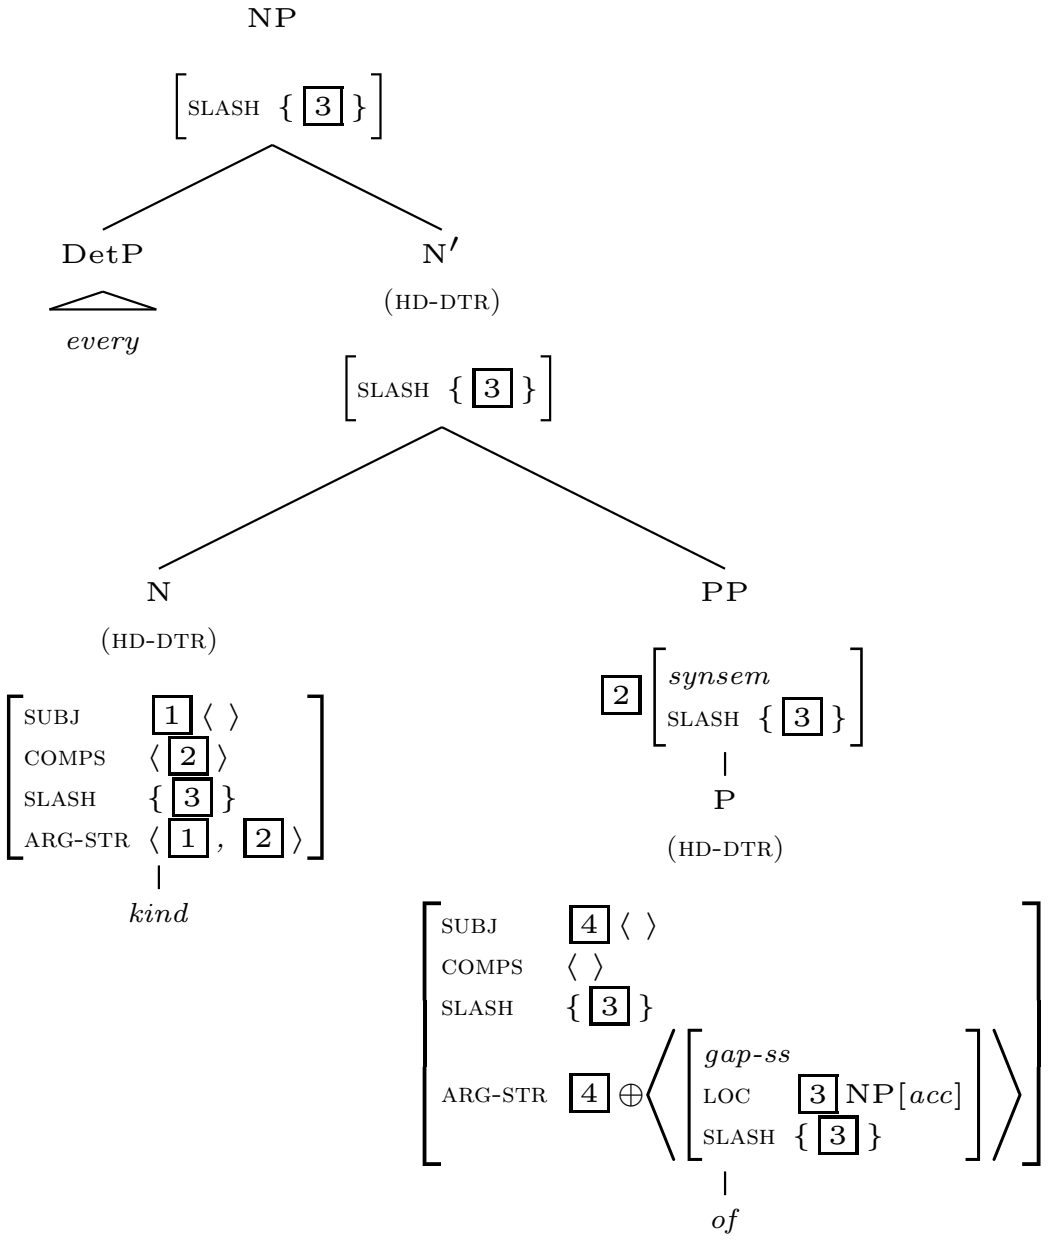 NP
[SLASH { 3 }]
DetP N′
(HD-DTR)
every
[SLASH { 3 }]
N PP
(HD-DTR)
2 [synsem
SLASH { 3 }]
[SUBJ 1 ⟨ ⟩
COMPS ⟨ 2 ⟩
SLASH { 3 }
ARG-STR ⟨ 1 , 2 ⟩]
kind
P
(HD-DTR)
[SUBJ 4 ⟨ ⟩
COMPS ⟨ ⟩
SLASH { 3 }
ARG-STR 4 ⊕ ⟨ [gap-ss
LOC 3 NP[acc]
SLASH { 3 }] ⟩]
of